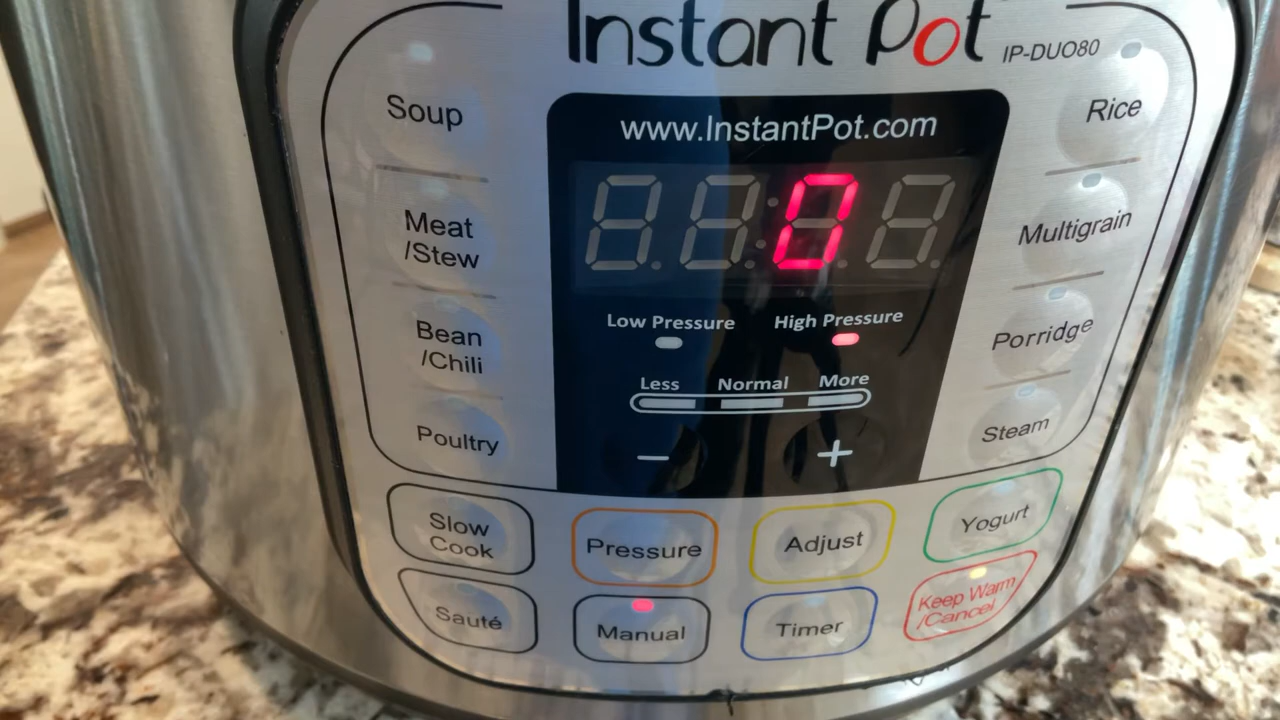 Instant Pot IP-DUO80
www.InstantPot.com
0
Low Pressure High Pressure
Less Normal More
− +
Soup
Meat
/Stew
Bean
/Chili
Poultry
Rice
Multigrain
Porridge
Steam
Slow
Cook
Pressure
Adjust
Yogurt
Sauté
Manual
Timer
Keep Warm
/Cancel